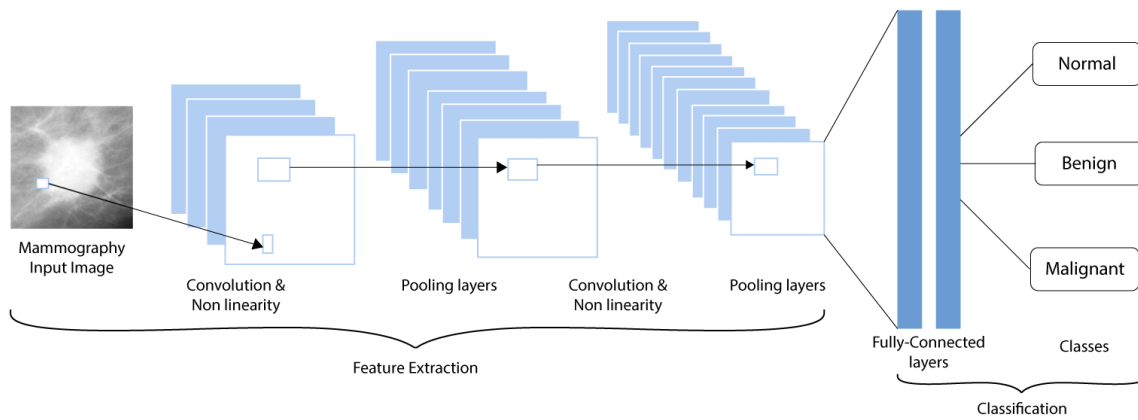 Mammography
Input Image
Convolution &
Non linearity
Pooling layers
Convolution &
Non linearity
Pooling layers
Feature Extraction
Fully-Connected
layers
Normal
Benign
Malignant
Classes
Classification